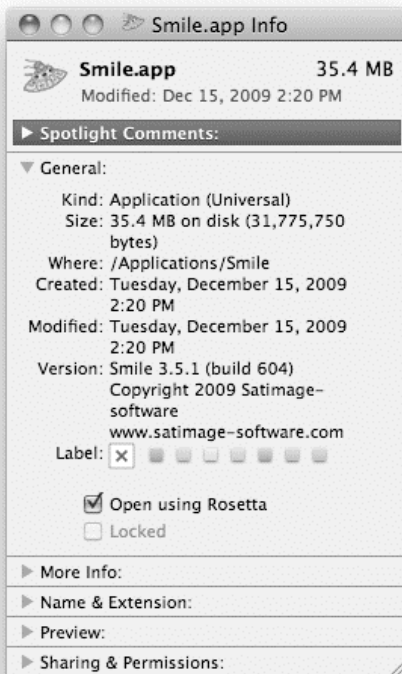 Smile.app Info
Smile.app 35.4 MB
Modified: Dec 15, 2009 2:20 PM
Spotlight Comments:
General:
Kind: Application (Universal)
Size: 35.4 MB on disk (31,775,750
bytes)
Where: /Applications/Smile
Created: Tuesday, December 15, 2009
2:20 PM
Modified: Tuesday, December 15, 2009
2:20 PM
Version: Smile 3.5.1 (build 604)
Copyright 2009 Satimage-
software
www.satimage-software.com
Label:
Open using Rosetta
Locked
More Info:
Name & Extension:
Preview:
Sharing & Permissions: